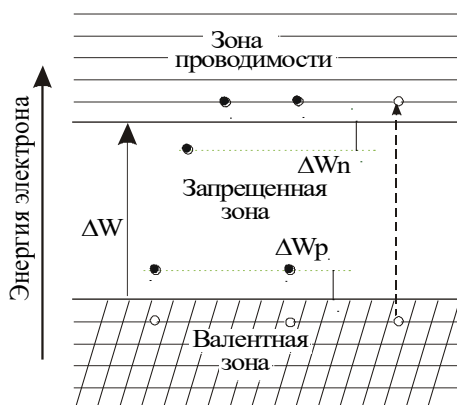 Зона
проводимости
Энергия электрона
ΔWn
Запрещенная
зона
ΔW
ΔWp
Валентная
зона